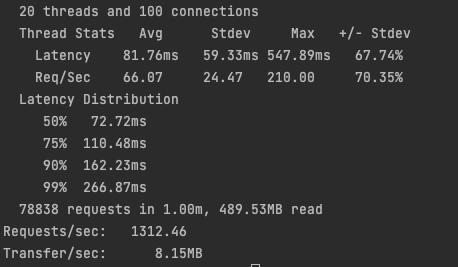 20 threads and 100 connections
Thread Stats   Avg      Stdev     Max   +/- Stdev
Latency    81.76ms   59.33ms 547.89ms   67.74%
Req/Sec    66.07     24.47   210.00     70.35%
Latency Distribution
50%   72.72ms
75%  110.48ms
90%  162.23ms
99%  266.87ms
78838 requests in 1.00m, 489.53MB read
Requests/sec:   1312.46
Transfer/sec:      8.15MB